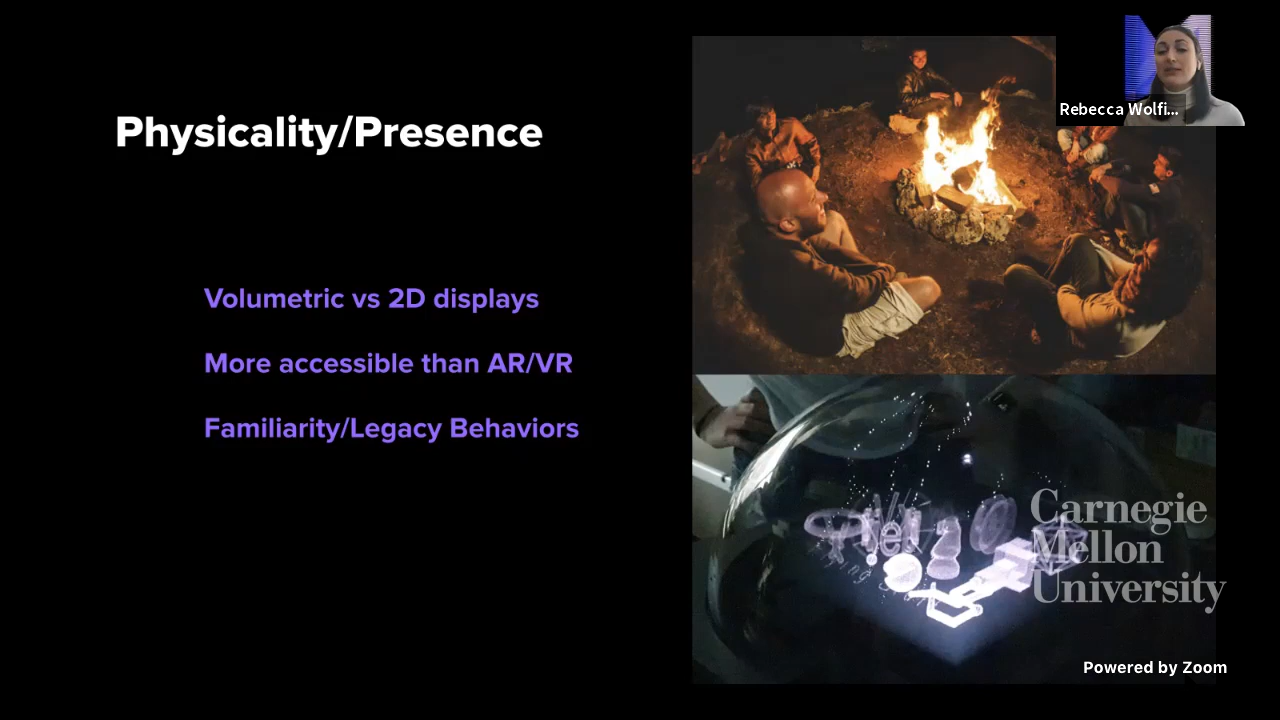 Physicality/Presence
Volumetric vs 2D displays
More accessible than AR/VR
Familiarity/Legacy Behaviors
Rebecca Wolfi...
Carnegie
Mellon
University
Powered by Zoom